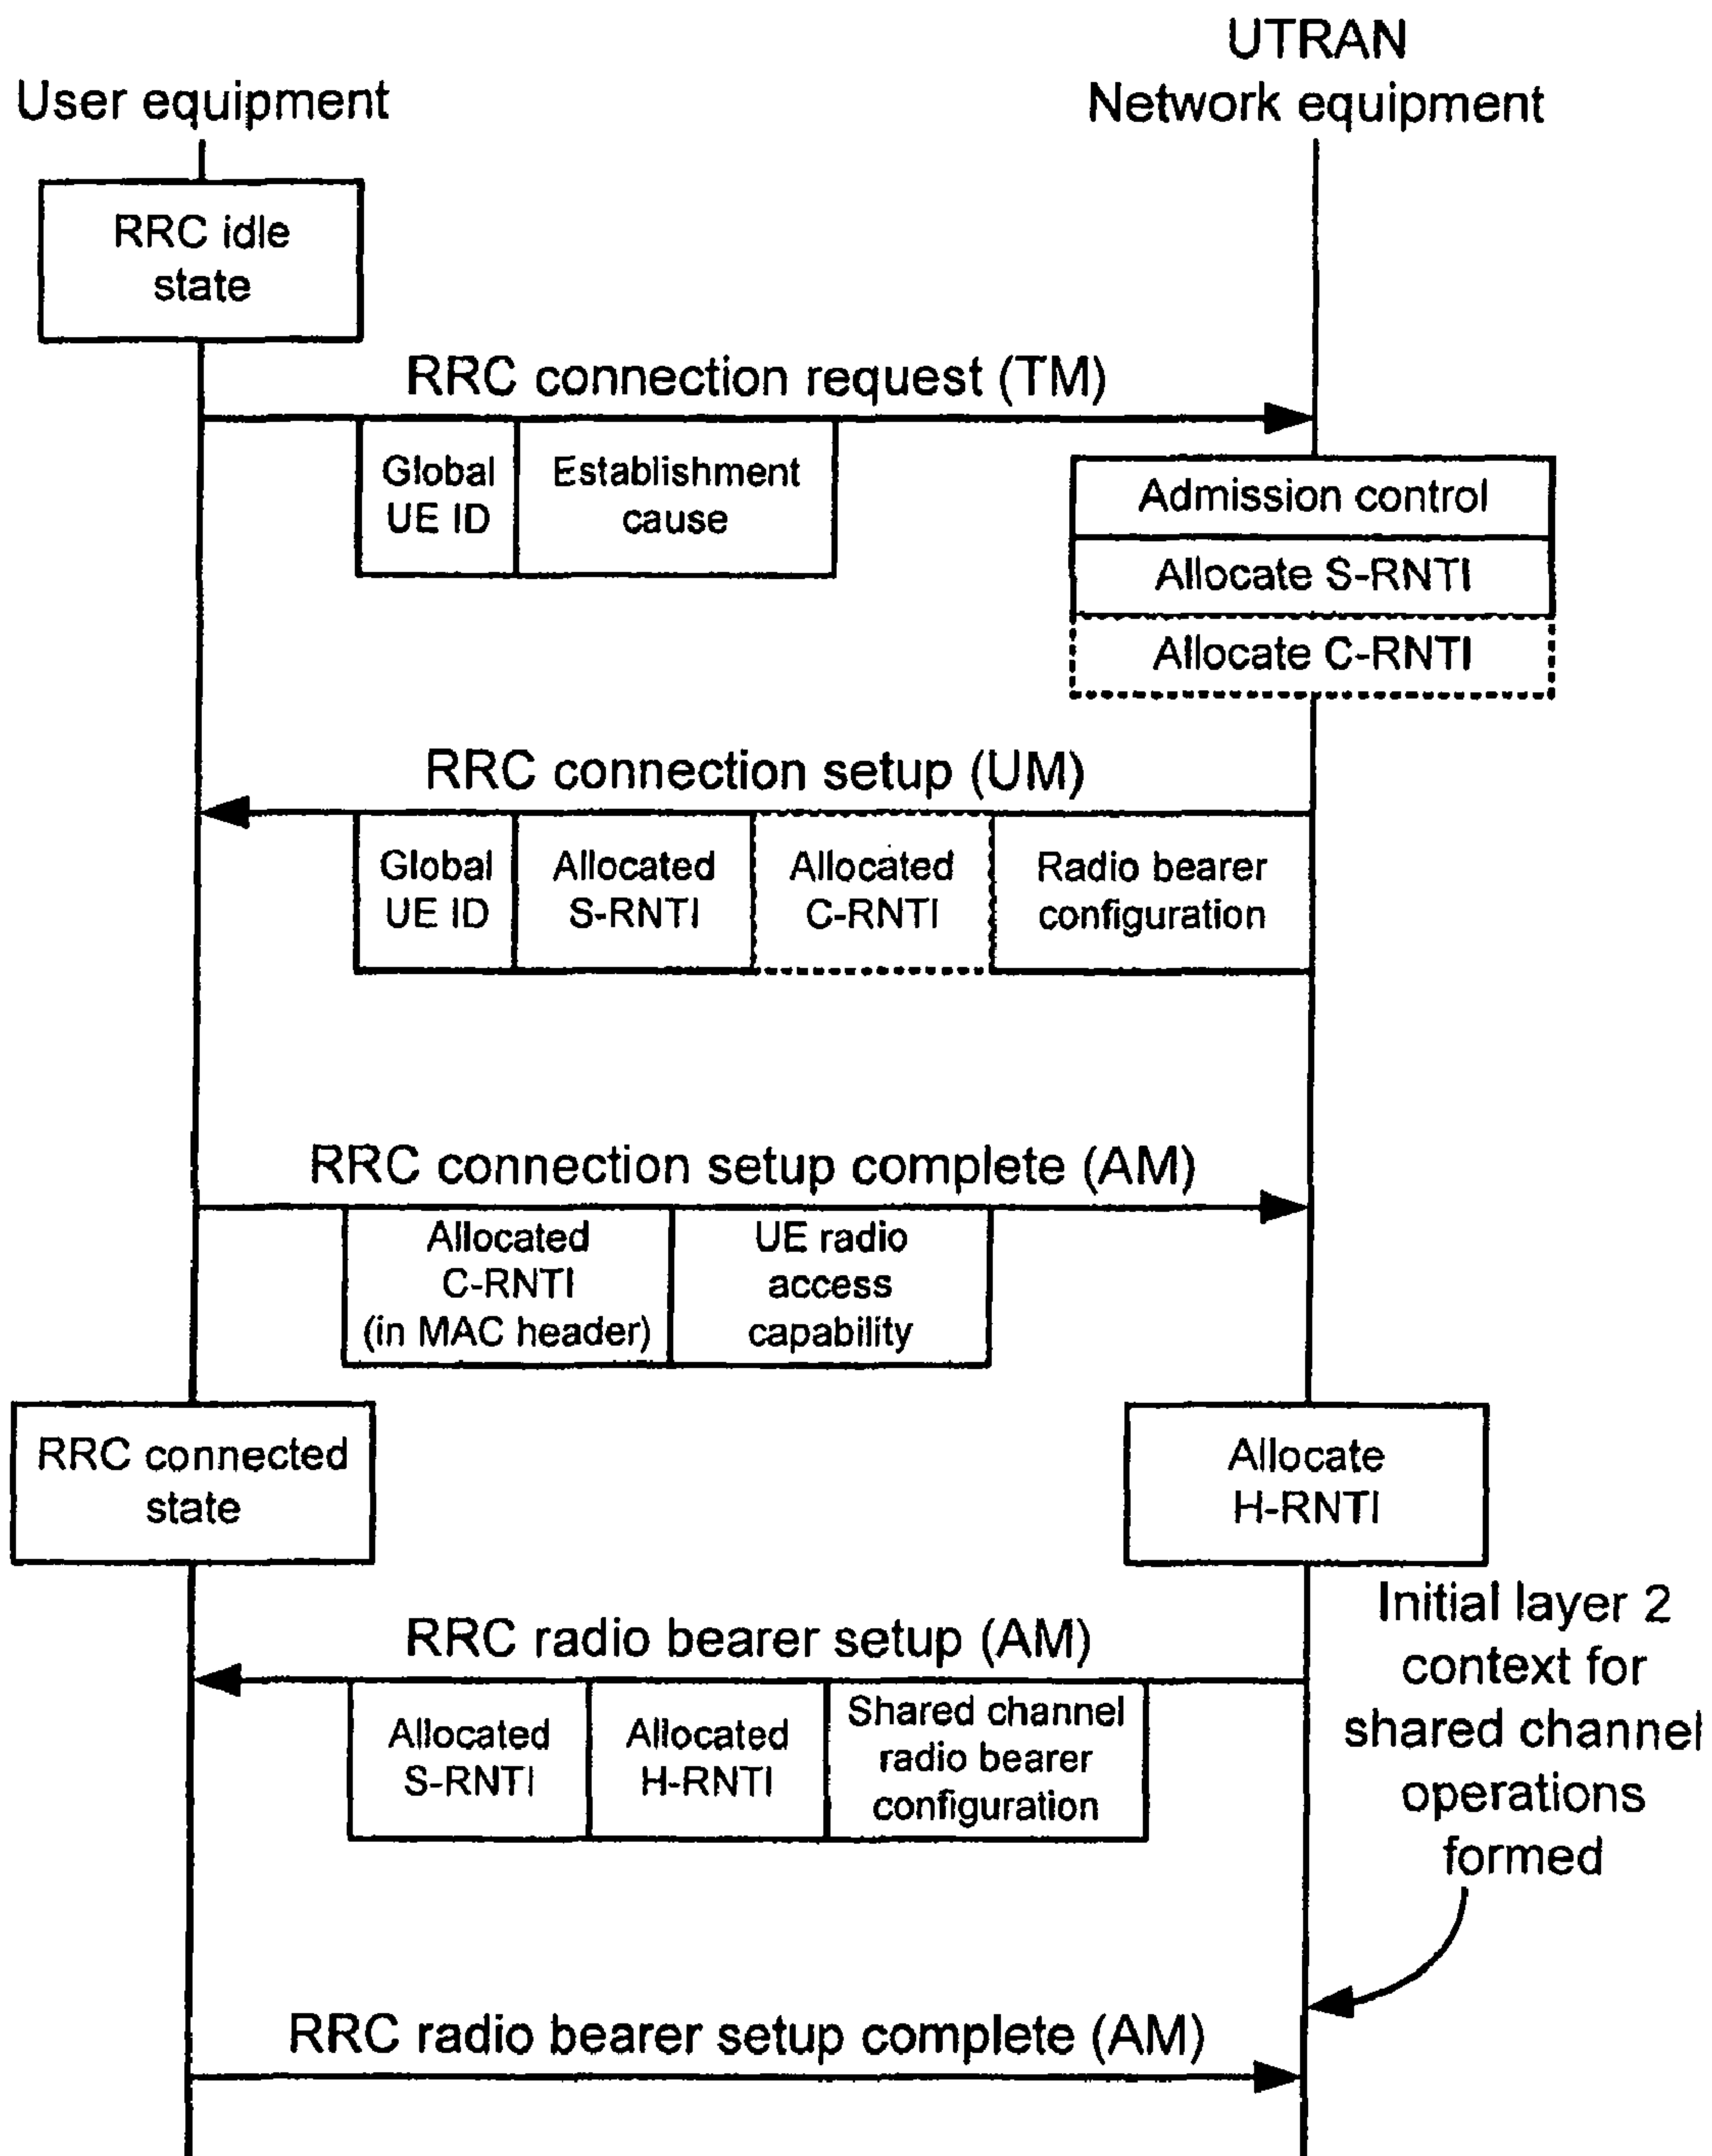 User equipment
UTRAN
Network equipment
RRC idle
state
RRC connection request (TM)
Global
UE ID
Establishment
cause
Admission control
Allocate S-RNTI
Allocate C-RNTI
RRC connection setup (UM)
Global
UE ID
Allocated
S-RNTI
Allocated
C-RNTI
Radio bearer
configuration
RRC connection setup complete (AM)
Allocated
C-RNTI
(in MAC header)
UE radio
access
capability
RRC connected
state
Allocate
H-RNTI
Initial layer 2
context for
shared channel
operations
formed
RRC radio bearer setup (AM)
Allocated
S-RNTI
Allocated
H-RNTI
Shared channel
radio bearer
configuration
RRC radio bearer setup complete (AM)